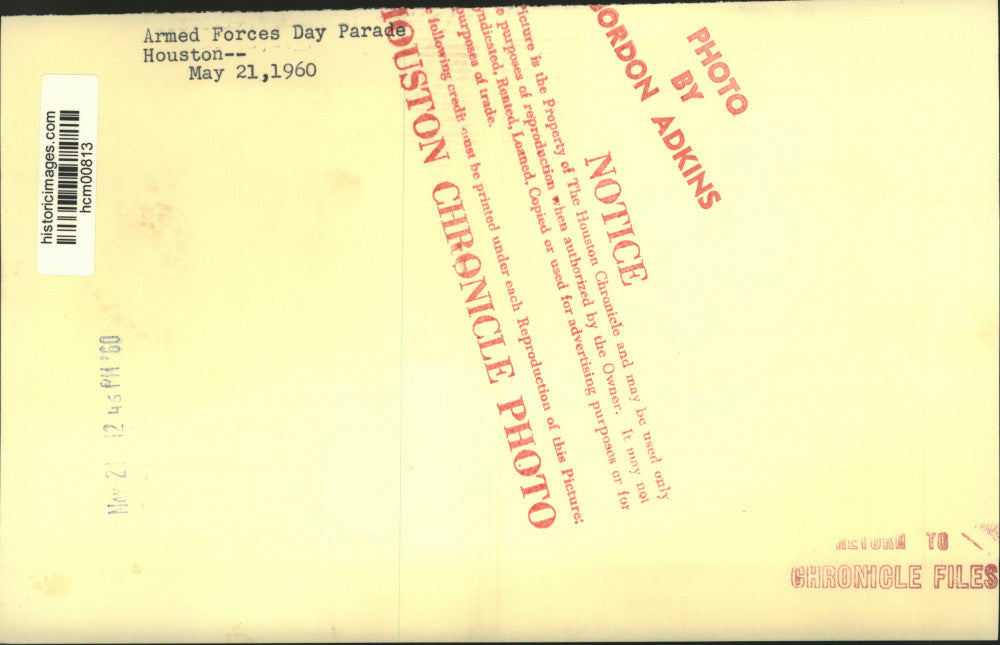 Armed Forces Day Parade
Houston--
May 21,1960
historicimages.com
hcm00813
PHOTO
BY
GORDON ADKINS
NOTICE
Picture is the Property of The Houston Chronicle and may be used only
purposes of reproduction when authorized by the Owner. It may not
yndicated, Rented, Loaned, Copied or used for advertising purposes or for
purposes of trade.
e following credit must be printed under each Reproduction of this Picture:
HOUSTON CHRONICLE PHOTO
MAY 21 12 45 PM '60
RETURN TO
CHRONICLE FILES